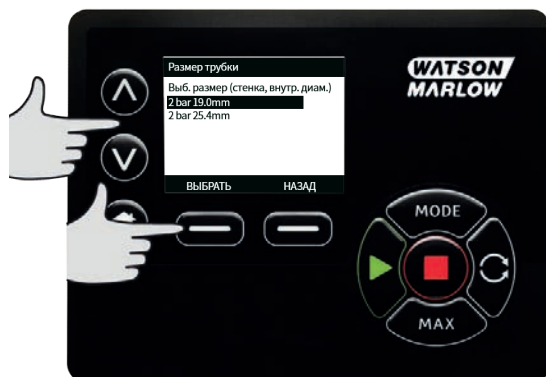 Размер трубки
Выб. размер (стенка, внутр. диам.)
2 bar 19.0mm
2 bar 25.4mm
ВЫБРАТЬ НАЗАД
WATSON
MARLOW
MODE
MAX